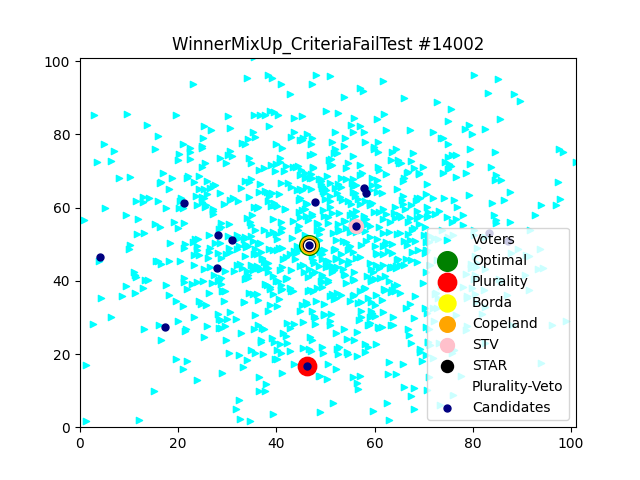 WinnerMixUp_CriteriaFailTest #14002
100
80
60
40
20
0
0 20 40 60 80 100
Voters
Optimal
Plurality
Borda
Copeland
STV
STAR
Plurality-Veto
Candidates